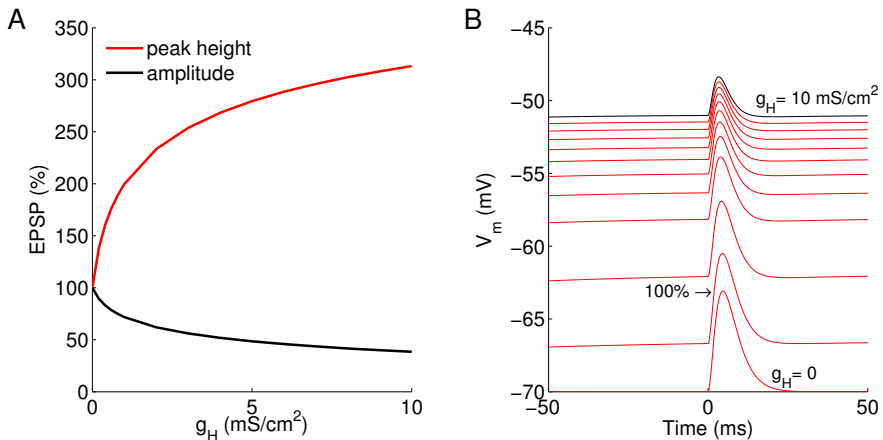 A
350
300
250
200
150
100
50
0
EPSP (%)
peak height
amplitude
0
5
10
g_H (mS/cm²)
B
−45
−50
−55
−60
−65
−70
V_m (mV)
g_H= 10 mS/cm²
100% →
g_H= 0
−50
0
50
Time (ms)